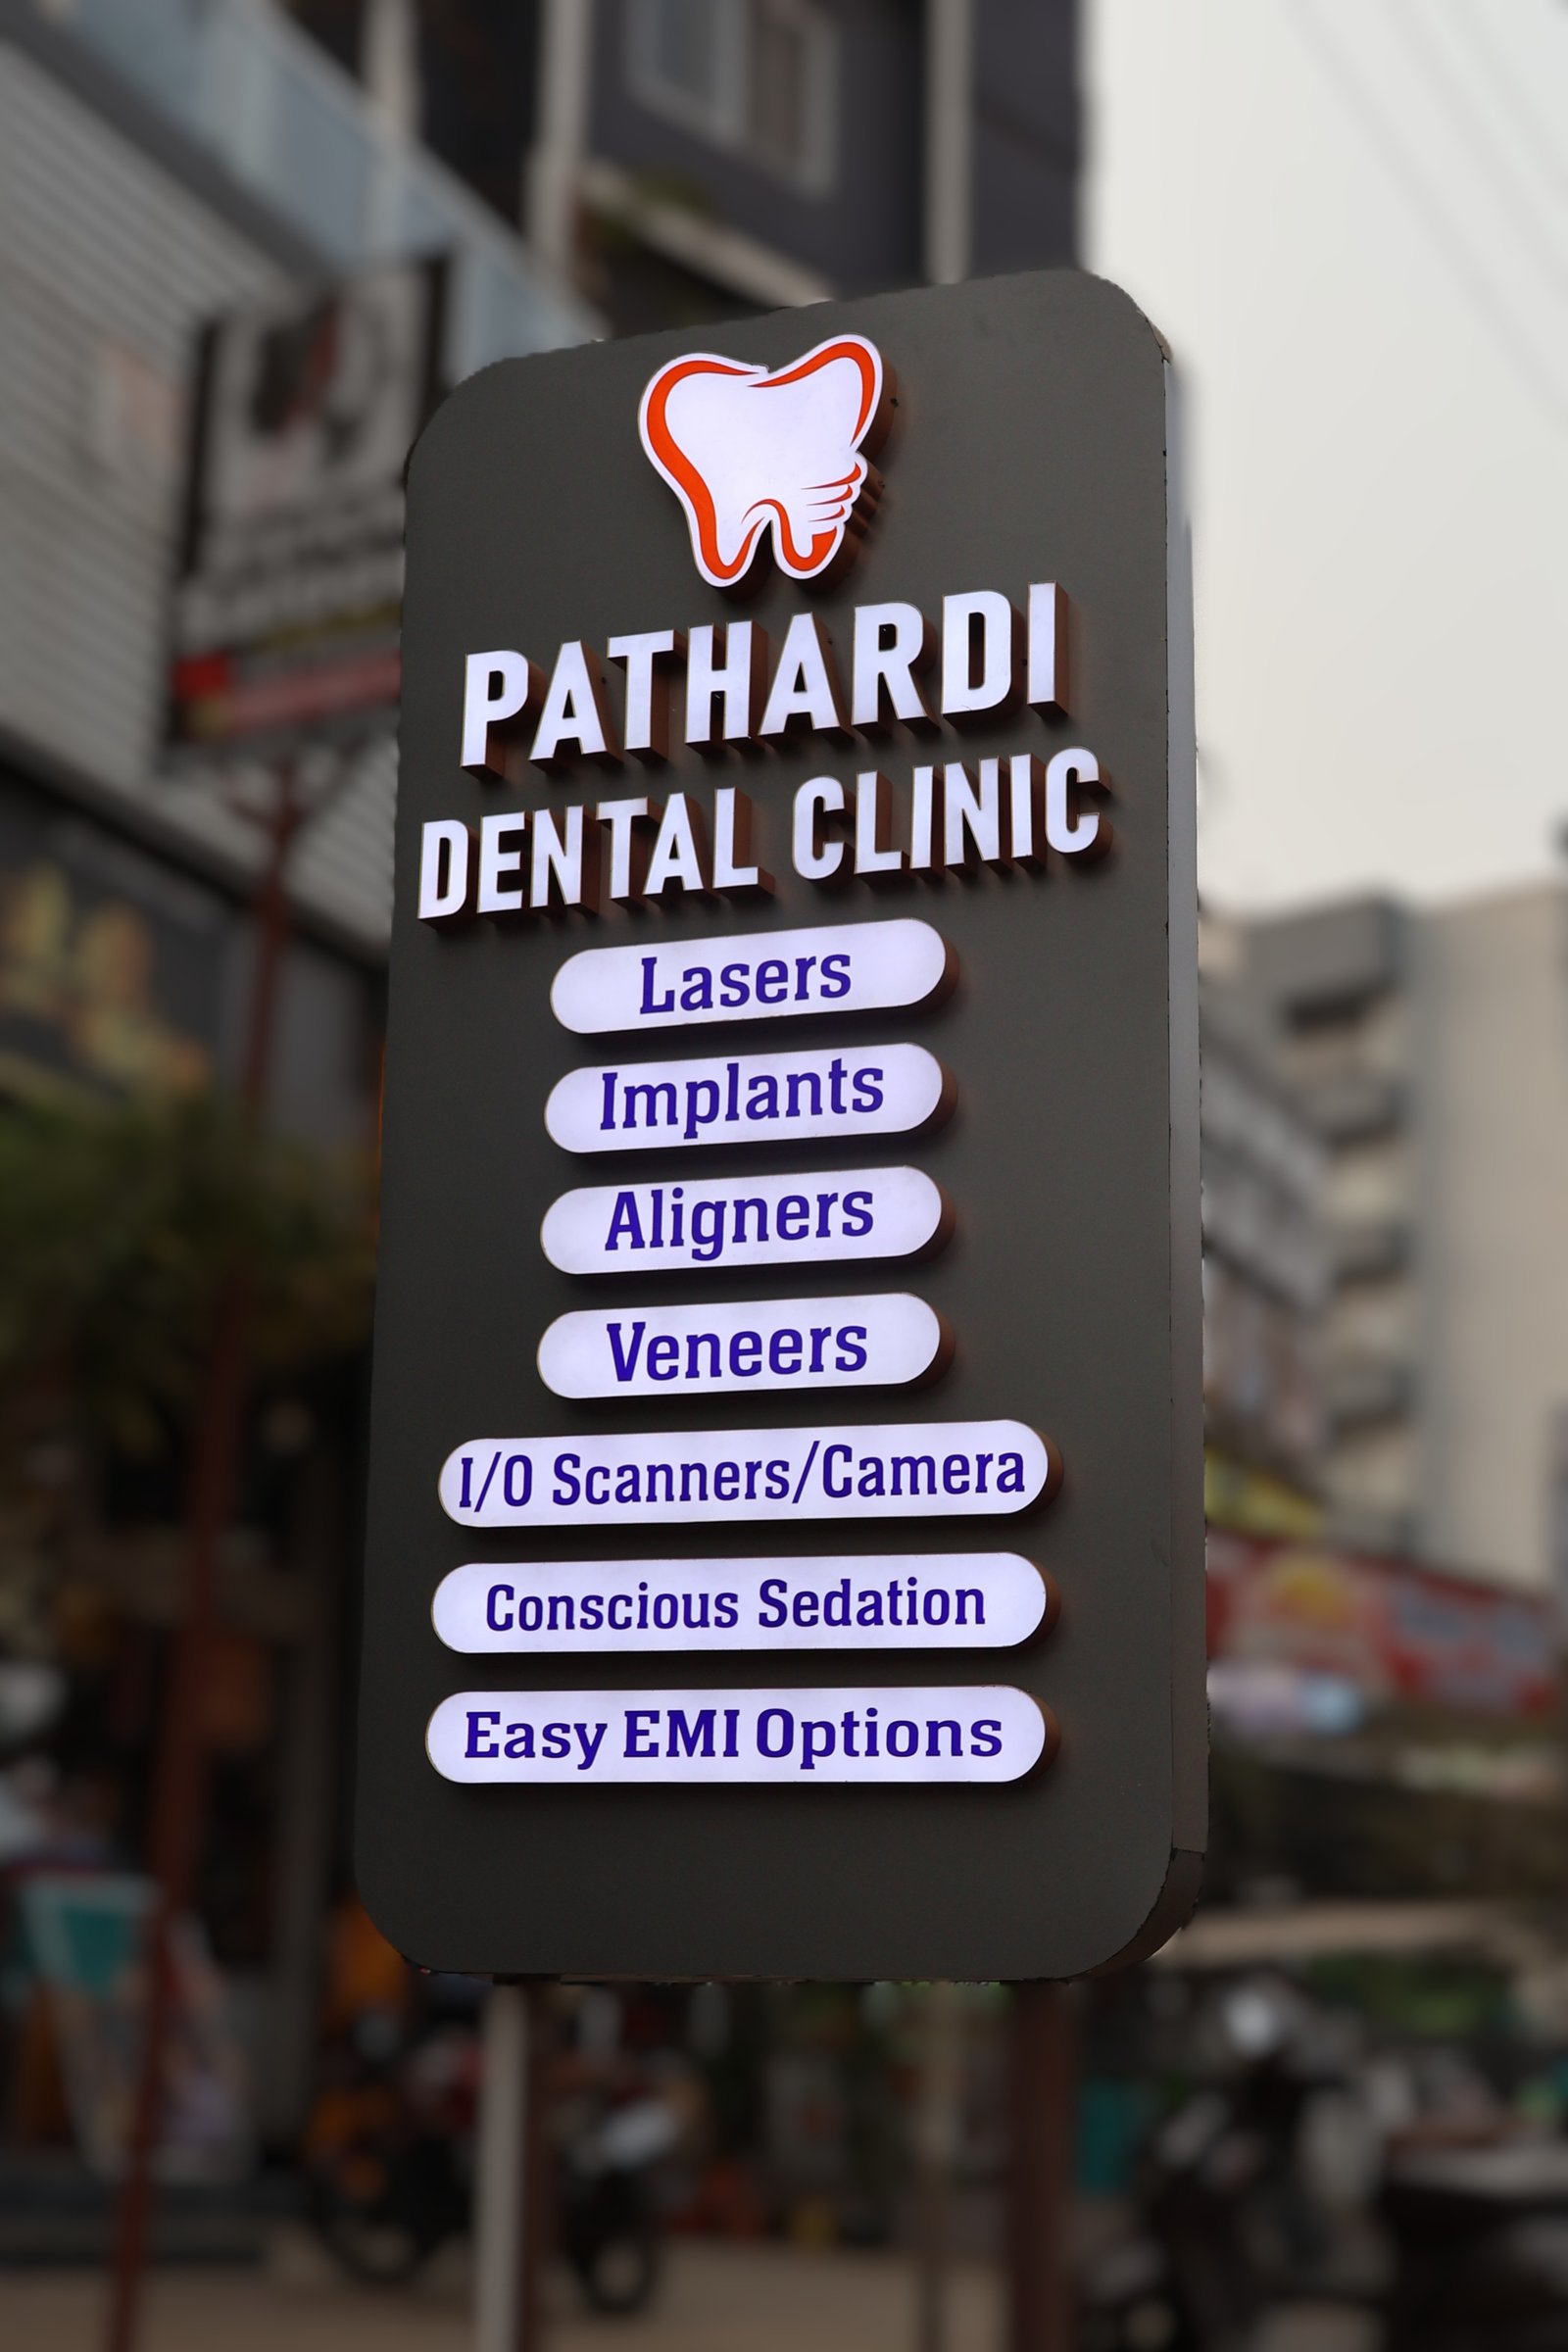 PATHARDI
DENTAL CLINIC
Lasers
Implants
Aligners
Veneers
I/O Scanners/Camera
Conscious Sedation
Easy EMI Options